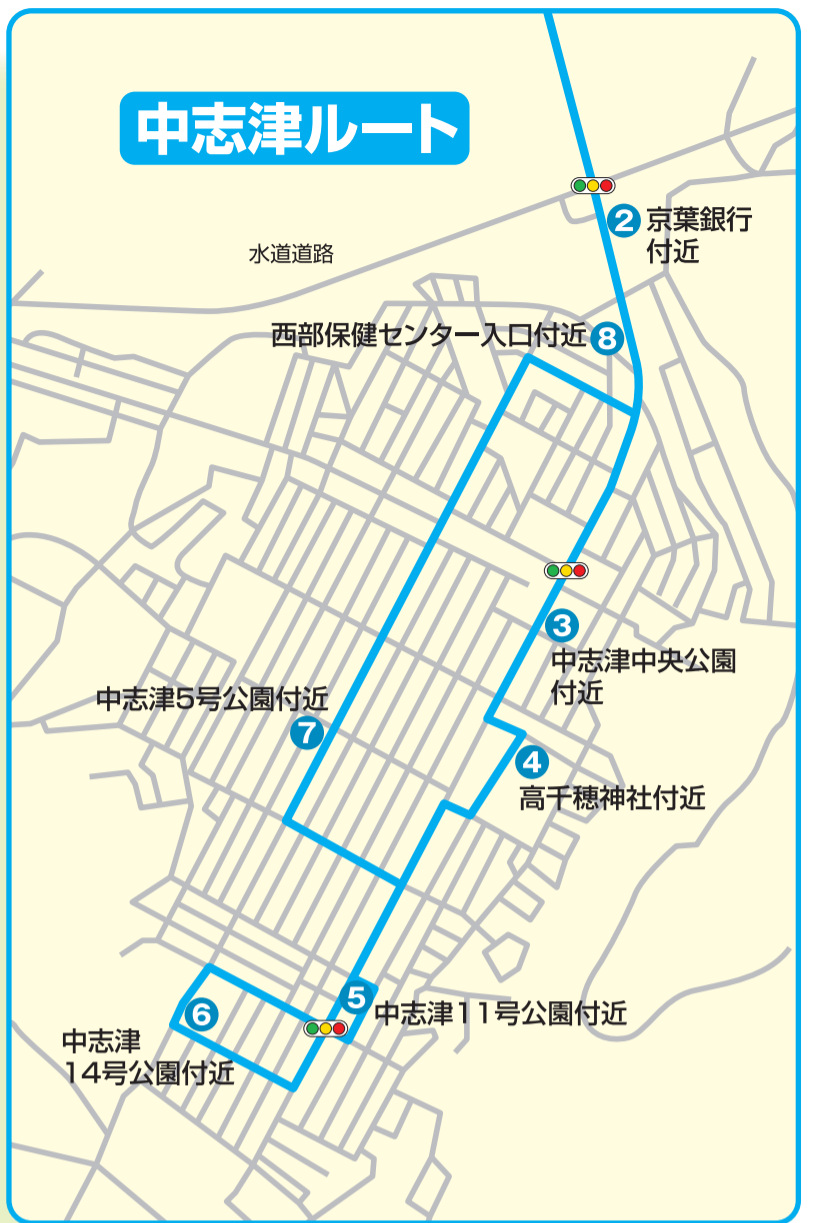 中志津ルート
2 京葉銀行
付近
水道道路
西部保健センター入口付近 8
3
中志津中央公園
付近
中志津5号公園付近
7
4
高千穂神社付近
5
中志津11号公園付近
6
中志津
14号公園付近